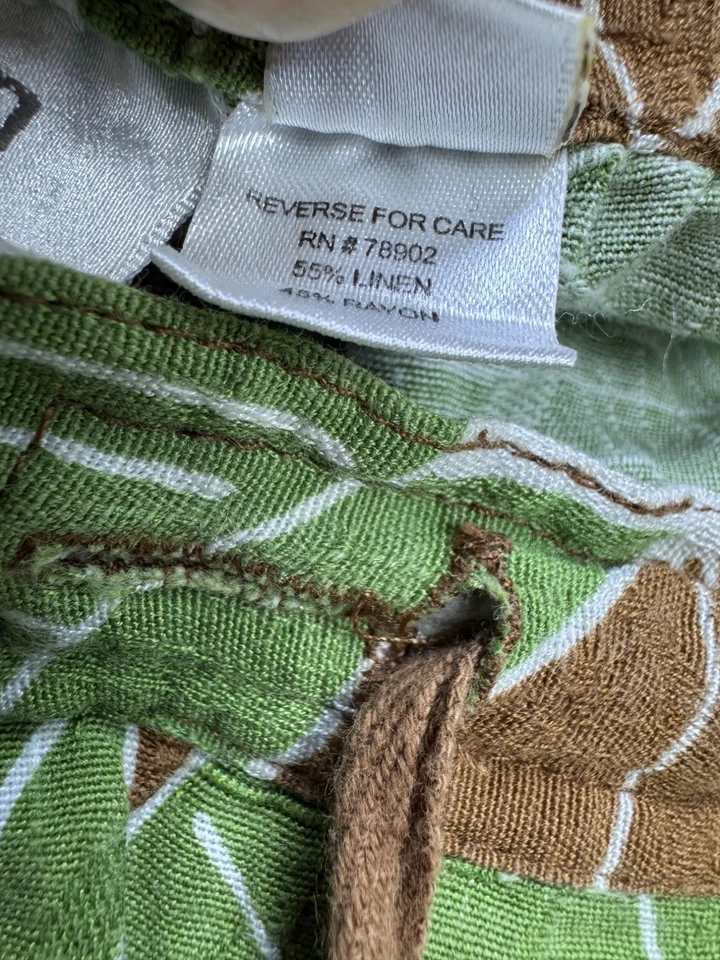 REVERSE FOR CARE
RN # 78902
55% LINEN
45% RAYON